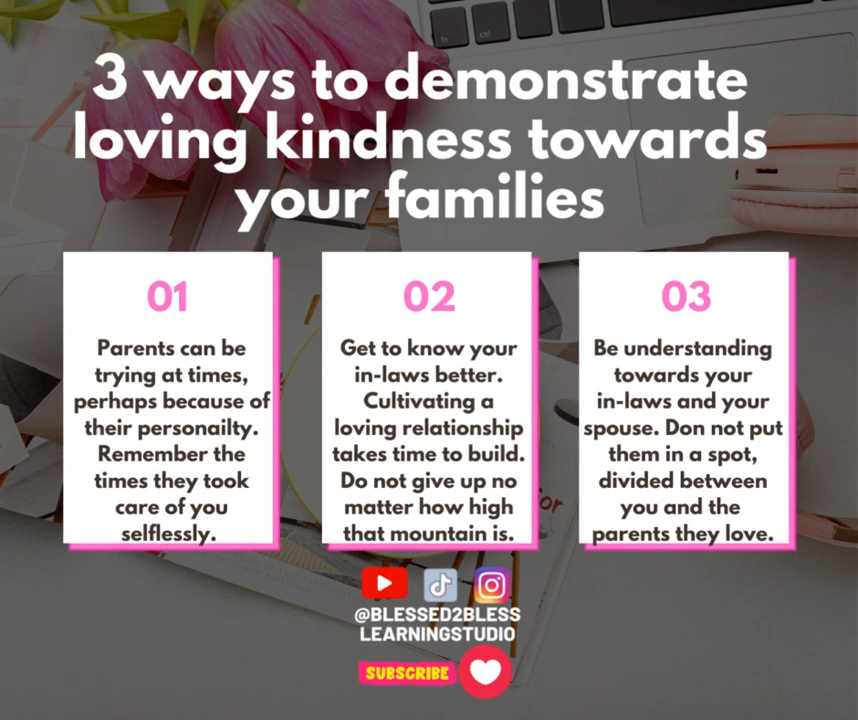 3 ways to demonstrate
loving kindness towards
your families
01
Parents can be
trying at times,
perhaps because of
their personailty.
Remember the
times they took
care of you
selflessly.
02
Get to know your
in-laws better.
Cultivating a
loving relationship
takes time to build.
Do not give up no
matter how high
that mountain is.
03
Be understanding
towards your
in-laws and your
spouse. Don not put
them in a spot,
divided between
you and the
parents they love.
@BLESSED2BLESS
LEARNINGSTUDIO
SUBSCRIBE